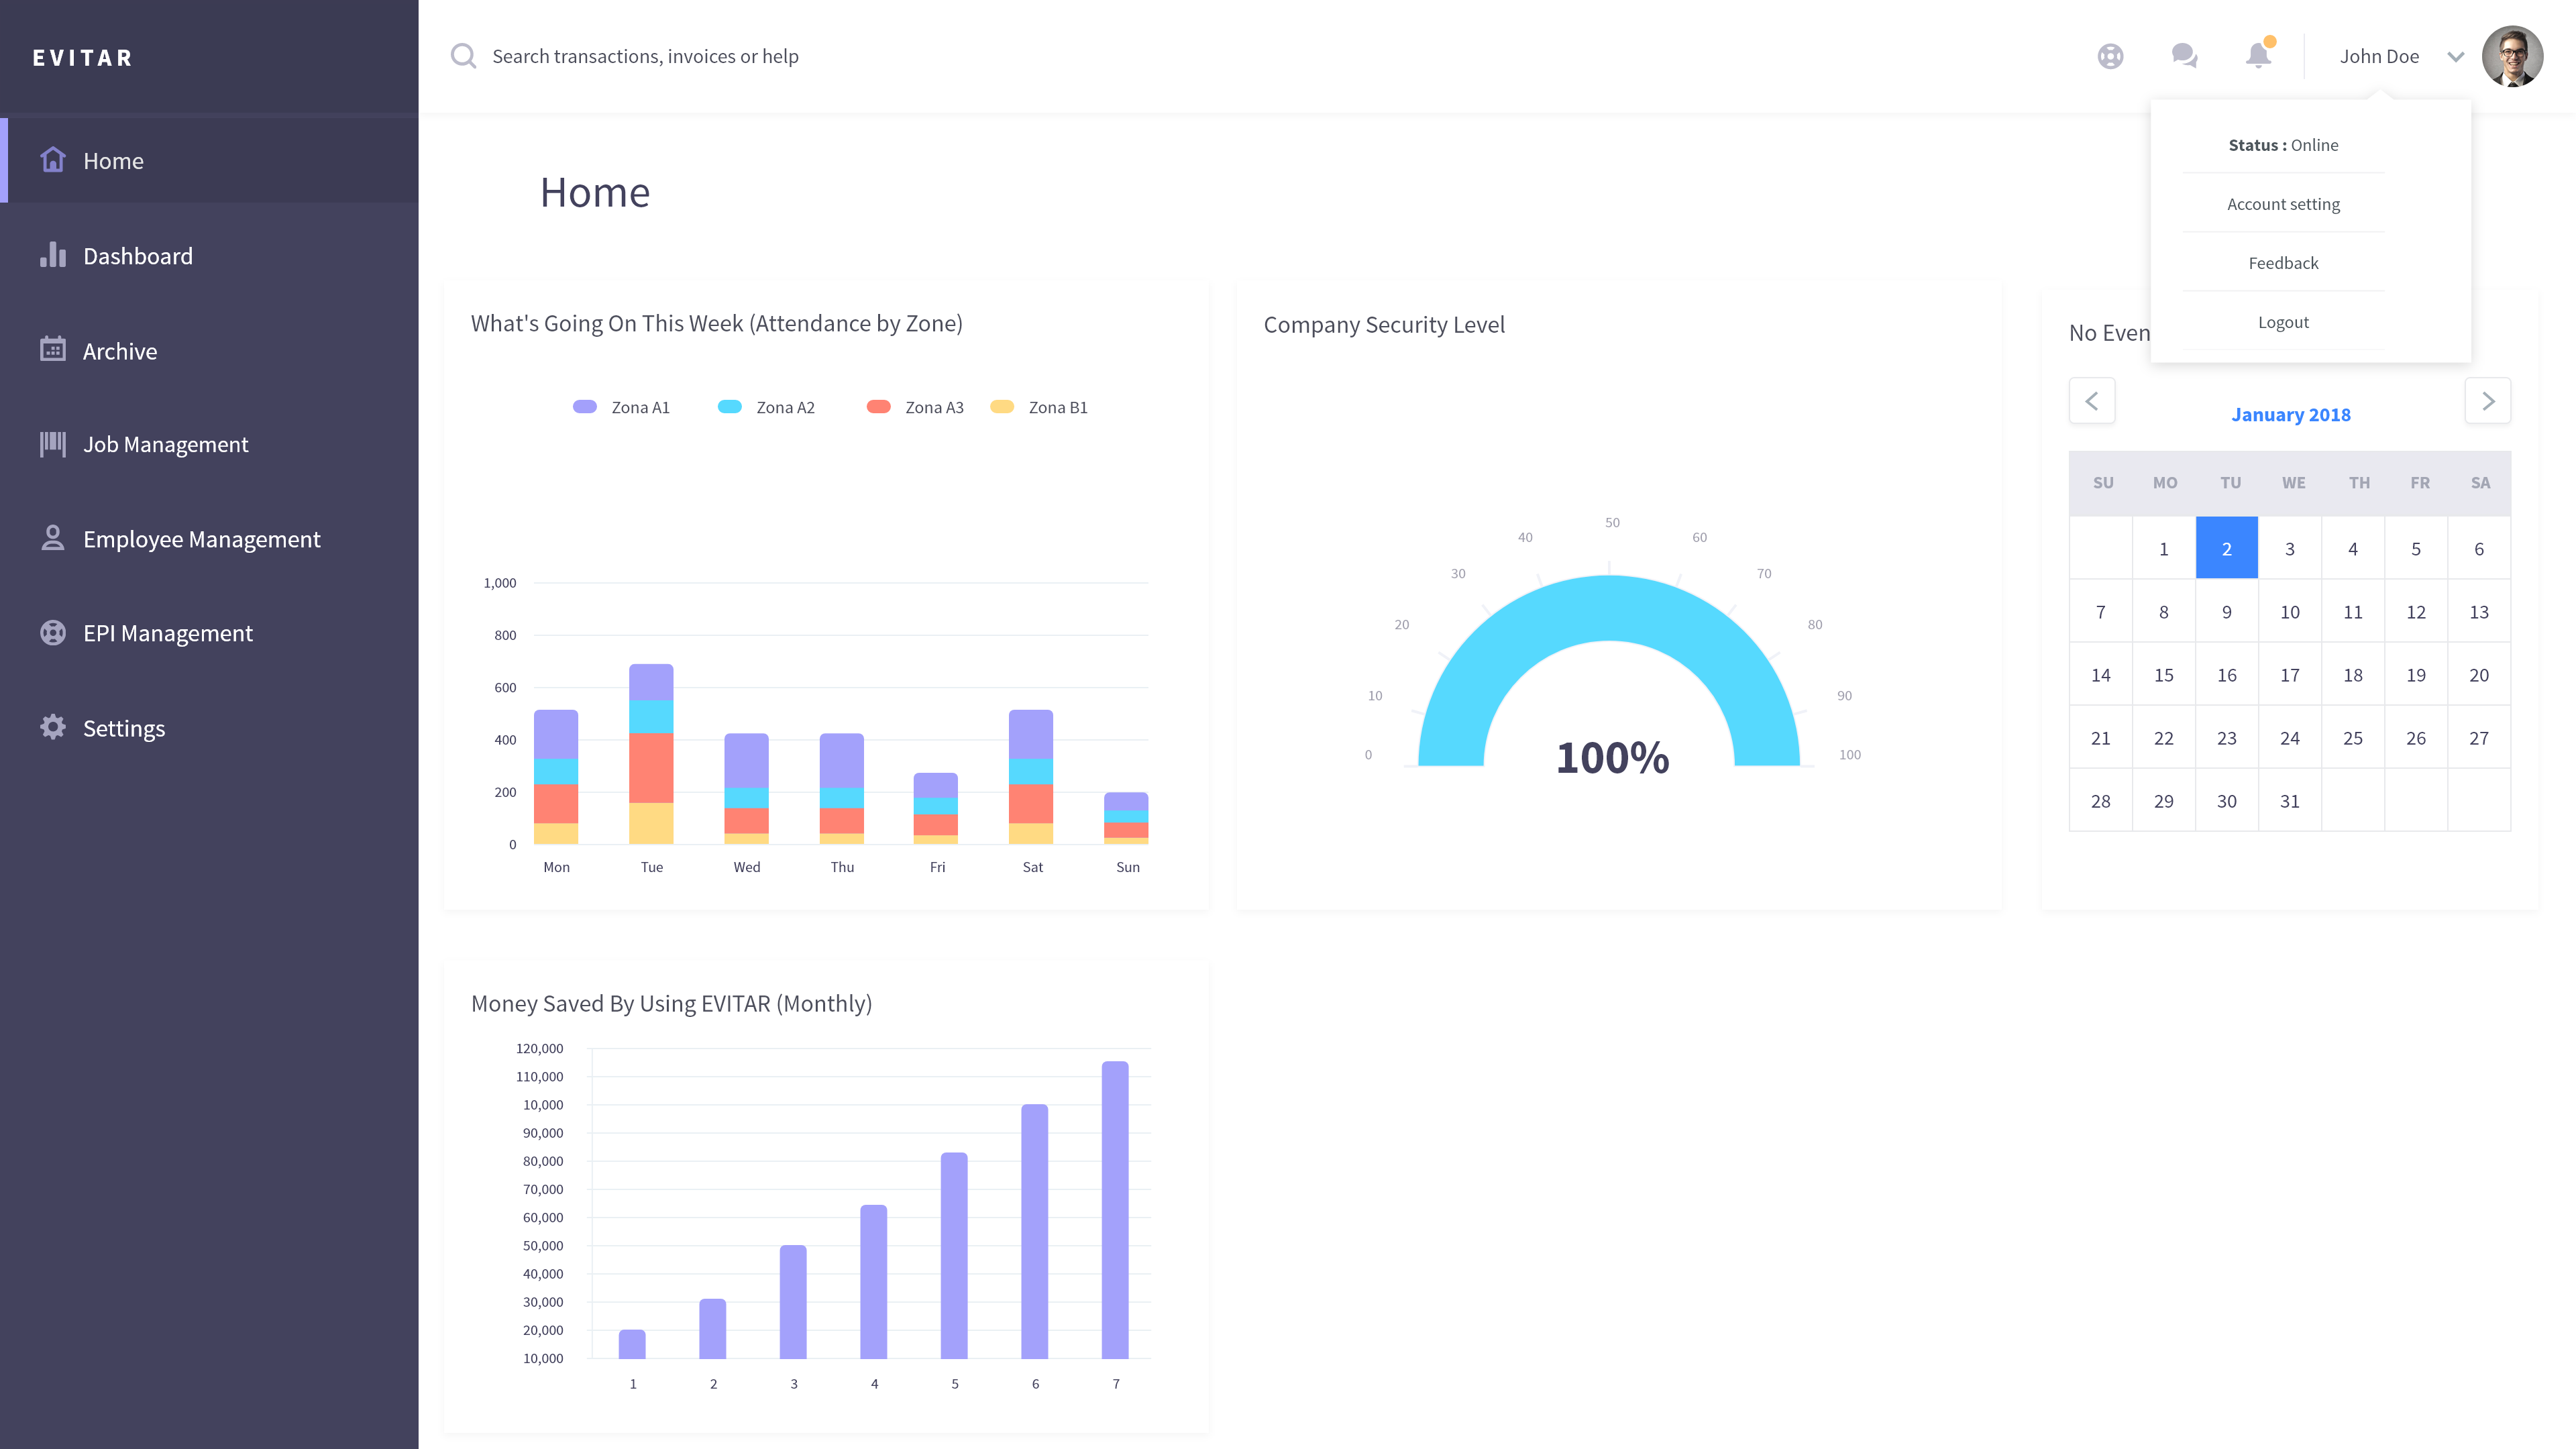 EVITAR
Search transactions, invoices or help
John Doe
Home
Dashboard
Archive
Job Management
Employee Management
EPI Management
Settings
Home
Status : Online
Account setting
Feedback
Logout
What's Going On This Week (Attendance by Zone)
Zona A1 Zona A2 Zona A3 Zona B1
1,000
800
600
400
200
0
Mon Tue Wed Thu Fri Sat Sun
Company Security Level
0 10 20 30 40 50 60 70 80 90 100
100%
No Even
January 2018
SU MO TU WE TH FR SA
1 2 3 4 5 6
7 8 9 10 11 12 13
14 15 16 17 18 19 20
21 22 23 24 25 26 27
28 29 30 31
Money Saved By Using EVITAR (Monthly)
120,000
110,000
10,000
90,000
80,000
70,000
60,000
50,000
40,000
30,000
20,000
10,000
1 2 3 4 5 6 7